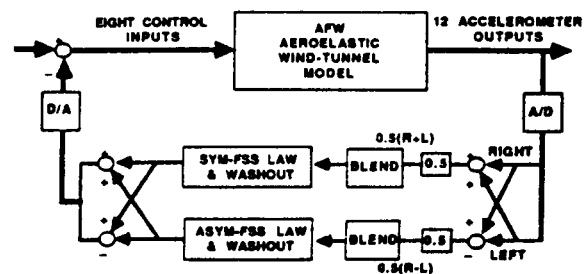 EIGHT CONTROL
INPUTS
AFW
AEROELASTIC
WIND-TUNNEL
MODEL
12 ACCELEROMETER
OUTPUTS
−
D/A
A/D
0.5(R+L)
RIGHT
+
+
SYM-FSS LAW
& WASHOUT
BLEND
0.5
+
+
+
−
ASYM-FSS LAW
& WASHOUT
BLEND
0.5
+
−
LEFT
0.5(R-L)